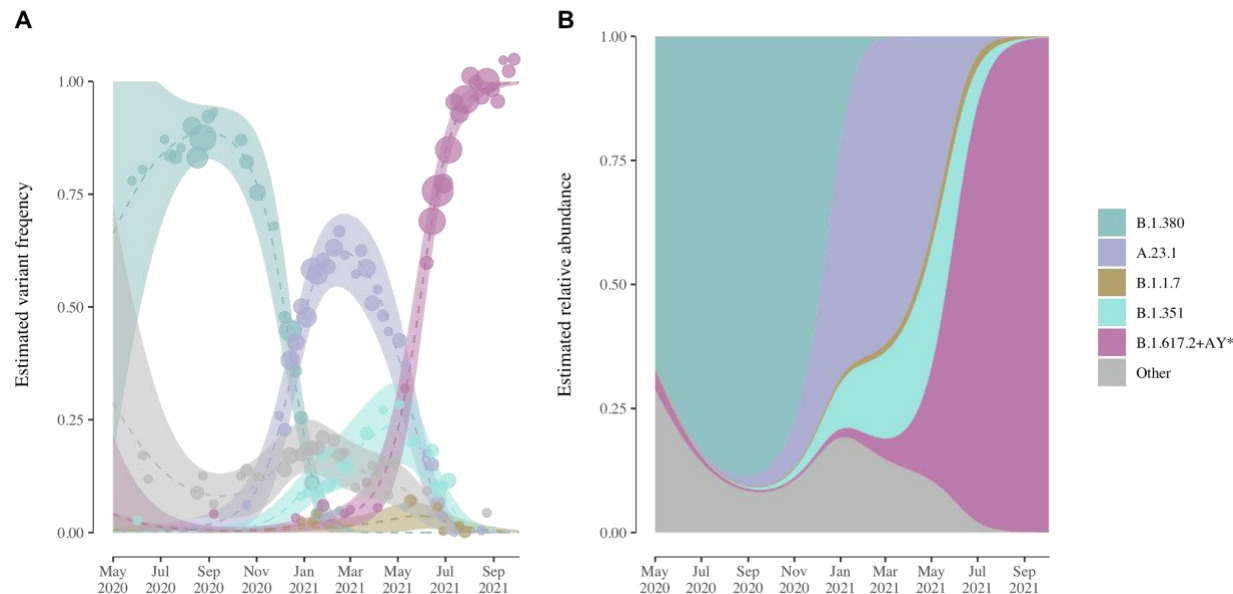 A
Estimated variant freqency
1.00
0.75
0.50
0.25
0.00
May Jul Sep Nov Jan Mar May Jul Sep
2020 2020 2020 2020 2021 2021 2021 2021 2021
B
Estimated relative abundance
1.00
0.75
0.50
0.25
0.00
May Jul Sep Nov Jan Mar May Jul Sep
2020 2020 2020 2020 2021 2021 2021 2021 2021
B.1.380
A.23.1
B.1.1.7
B.1.351
B.1.617.2+AY*
Other